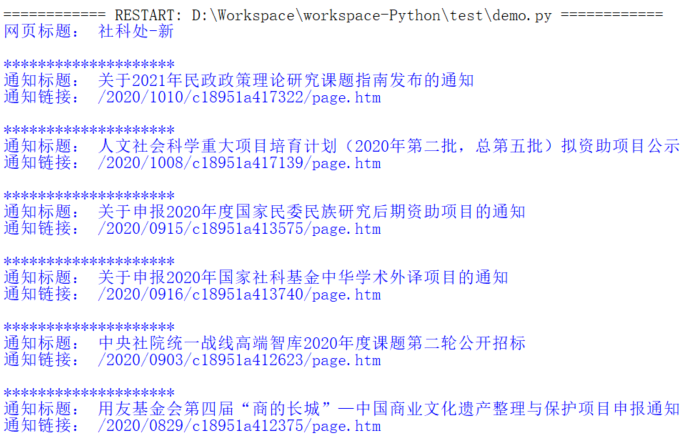 ============ RESTART: D:\Workspace\workspace-Python\test\demo.py ============
网页标题： 社科处-新
********************
通知标题： 关于2021年民政政策理论研究课题指南发布的通知
通知链接： /2020/1010/c18951a417322/page.htm
********************
通知标题： 人文社会科学重大项目培育计划（2020年第二批，总第五批）拟资助项目公示
通知链接： /2020/1008/c18951a417139/page.htm
********************
通知标题： 关于申报2020年度国家民委民族研究后期资助项目的通知
通知链接： /2020/0915/c18951a413575/page.htm
********************
通知标题： 关于申报2020年国家社科基金中华学术外译项目的通知
通知链接： /2020/0916/c18951a413740/page.htm
********************
通知标题： 中央社院统一战线高端智库2020年度课题第二轮公开招标
通知链接： /2020/0903/c18951a412623/page.htm
********************
通知标题： 用友基金会第四届“商的长城”—中国商业文化遗产整理与保护项目申报通知
通知链接： /2020/0829/c18951a412375/page.htm